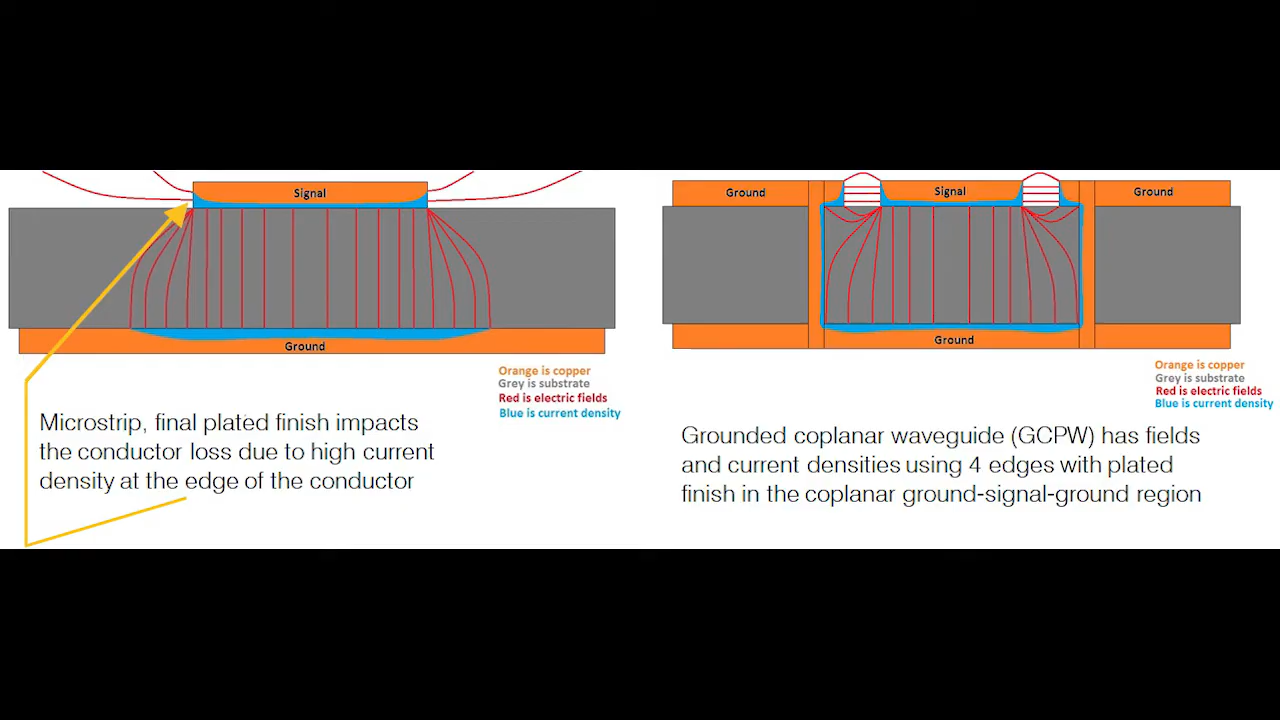 Signal
Ground
Orange is copper
Grey is substrate
Red is electric fields
Blue is current density
Microstrip, final plated finish impacts
the conductor loss due to high current
density at the edge of the conductor
Ground
Signal
Ground
Ground
Orange is copper
Grey is substrate
Red is electric fields
Blue is current density
Grounded coplanar waveguide (GCPW) has fields
and current densities using 4 edges with plated
finish in the coplanar ground-signal-ground region